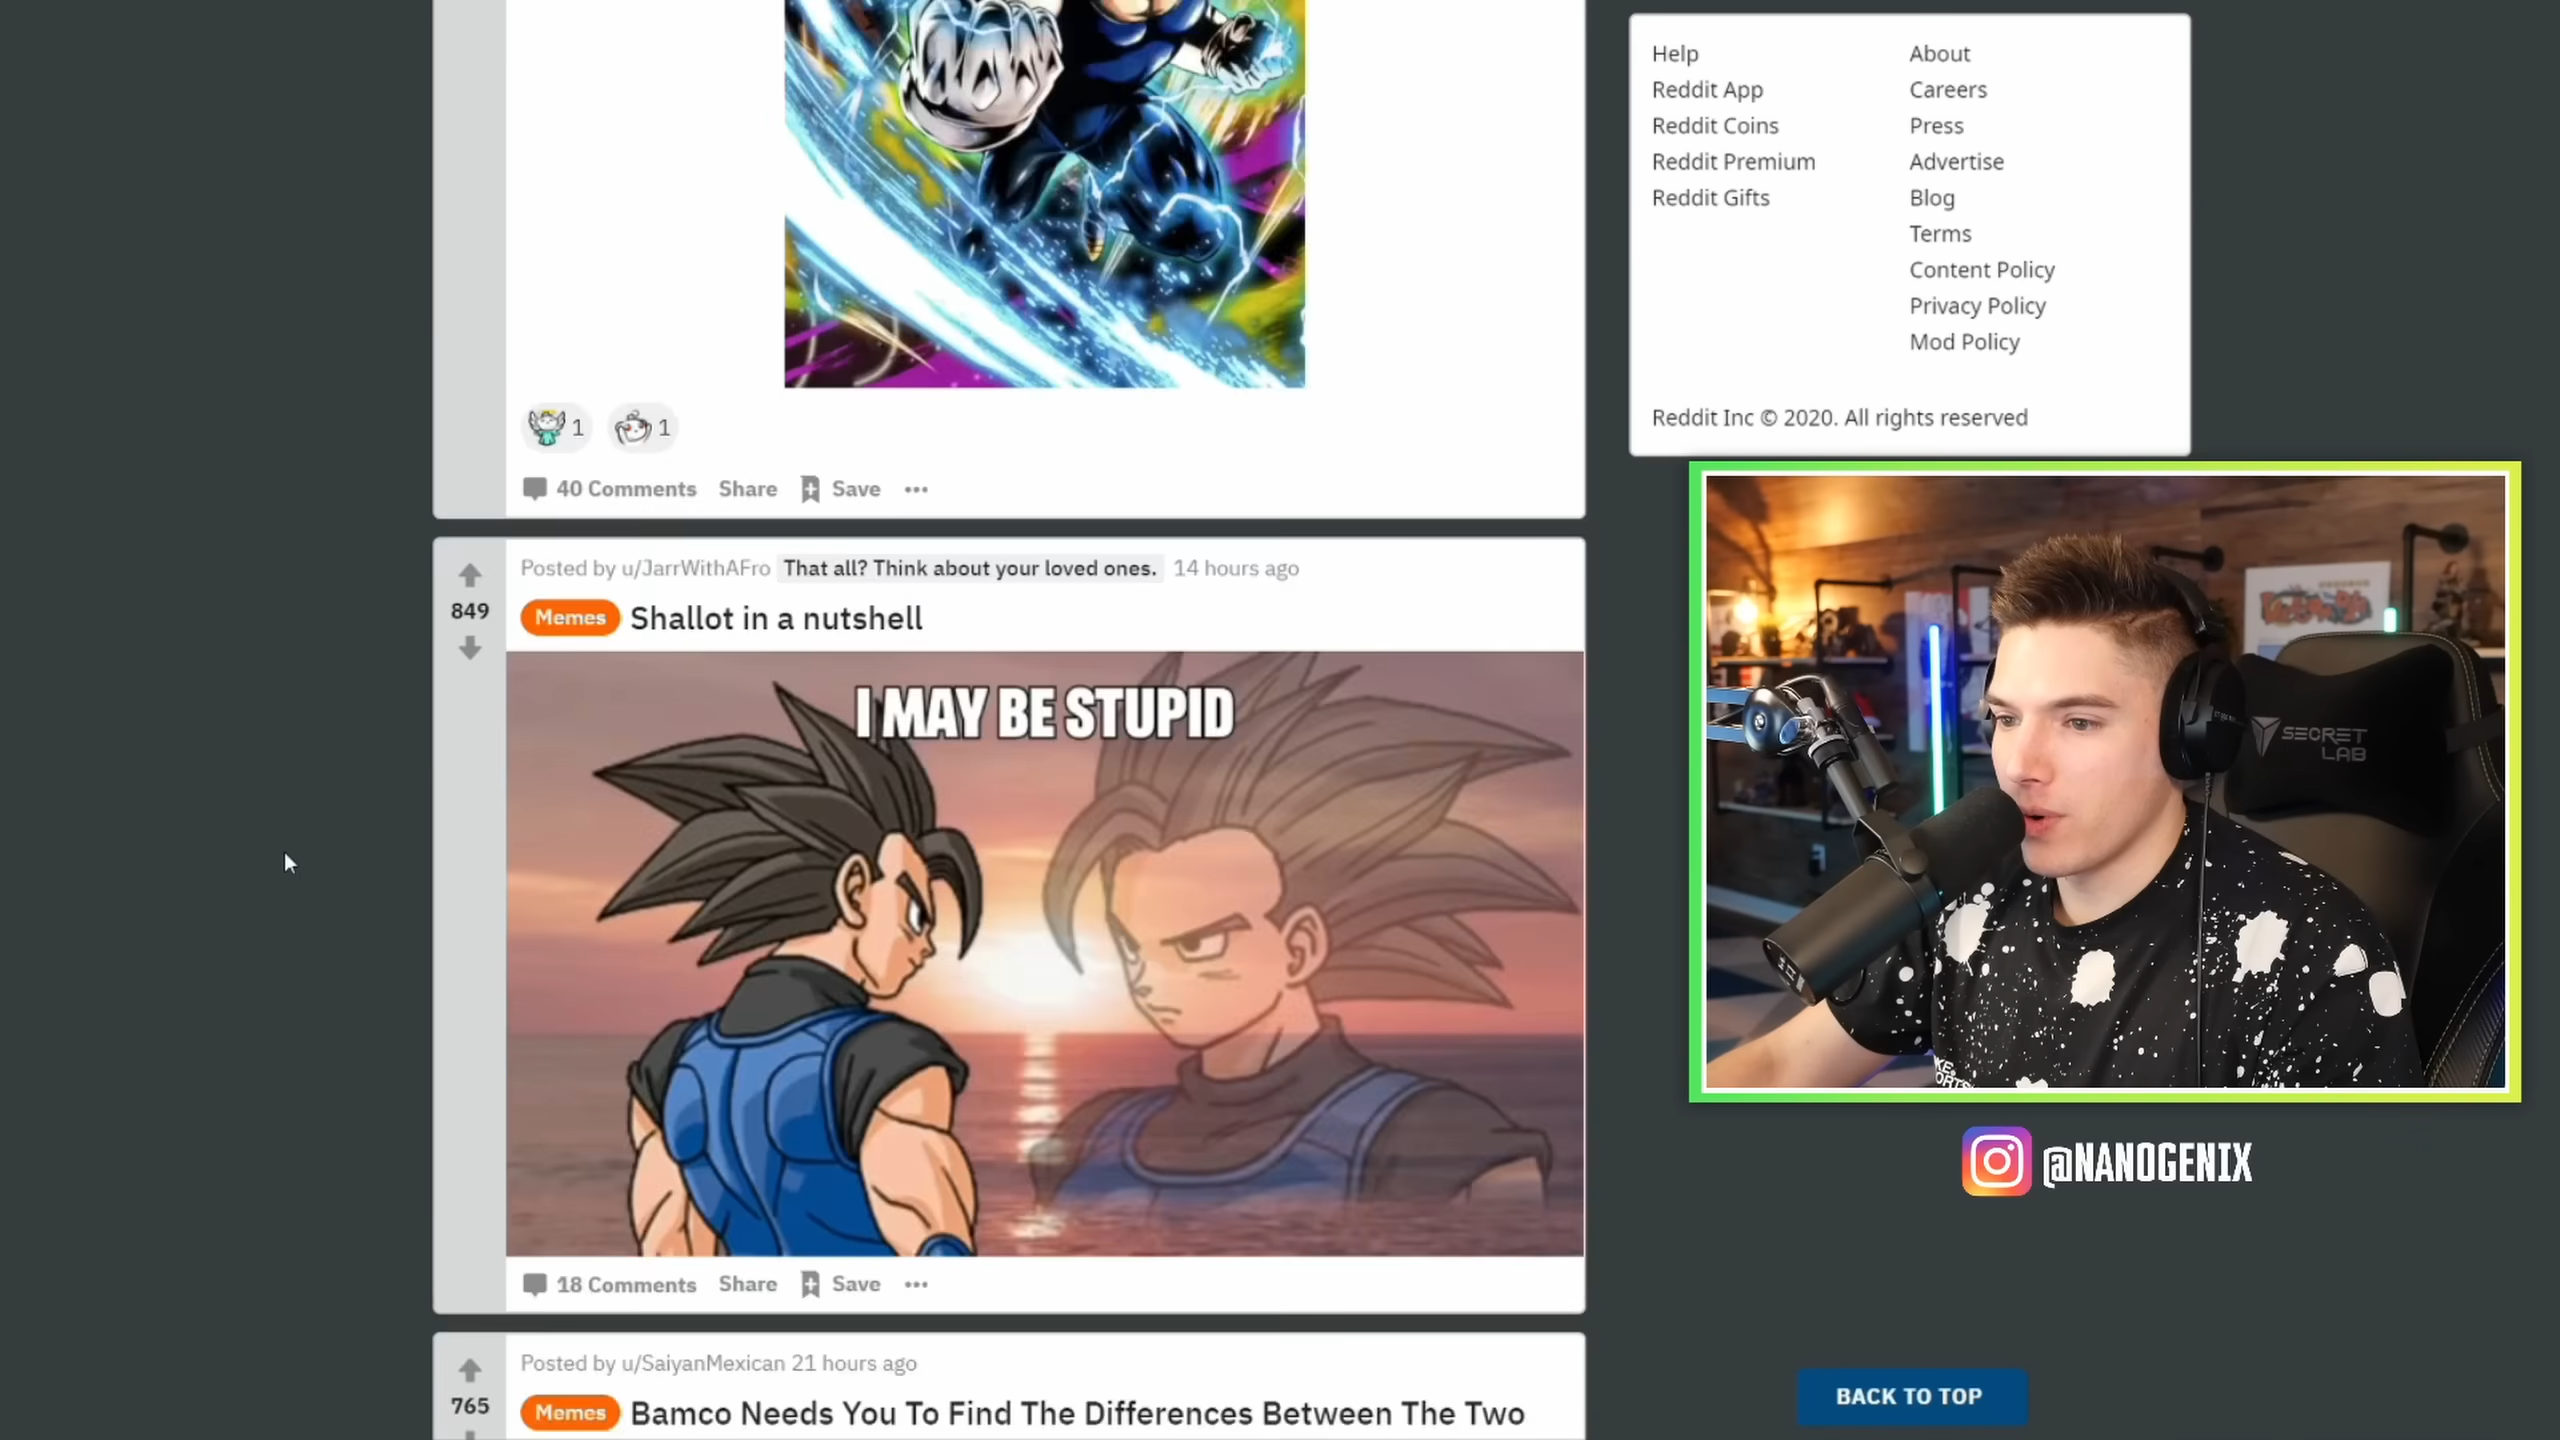 Help
Reddit App
Reddit Coins
Reddit Premium
Reddit Gifts
About
Careers
Press
Advertise
Blog
Terms
Content Policy
Privacy Policy
Mod Policy
Reddit Inc © 2020. All rights reserved
1 1
40 Comments Share Save
Posted by u/JarrWithAFro That all? Think about your loved ones. 14 hours ago
849
Memes Shallot in a nutshell
I MAY BE STUPID
18 Comments Share Save
SECRET
LAB
@NANOGENIX
Posted by u/SaiyanMexican 21 hours ago
765
Memes Bamco Needs You To Find The Differences Between The Two
BACK TO TOP